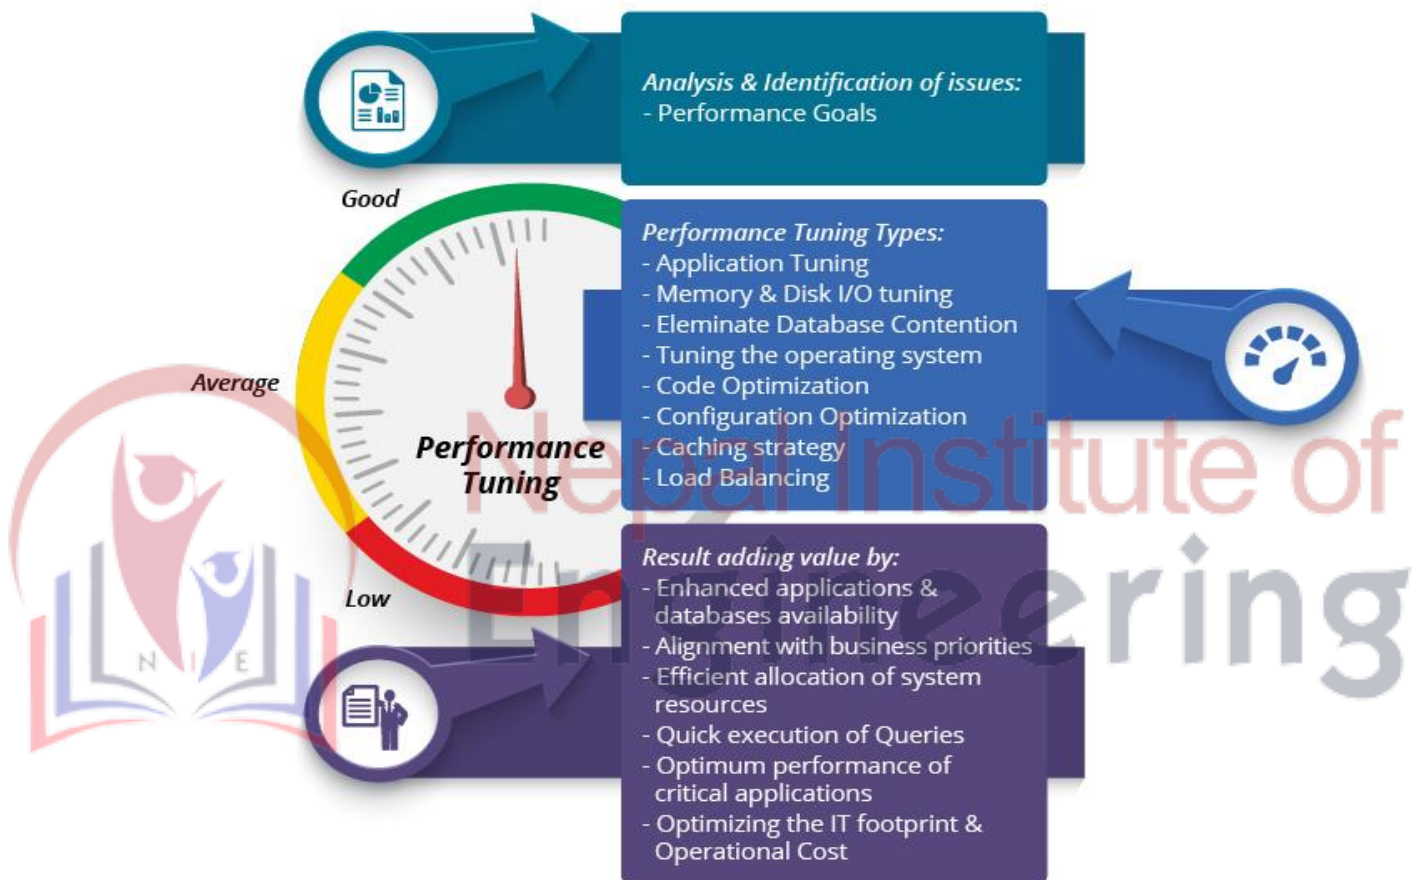 Analysis & Identification of issues:
- Performance Goals
Good
Average
Low
Performance
Tuning
Performance Tuning Types:
- Application Tuning
- Memory & Disk I/O tuning
- Eleminate Database Contention
- Tuning the operating system
- Code Optimization
- Configuration Optimization
- Caching strategy
- Load Balancing
Result adding value by:
- Enhanced applications &
databases availability
- Alignment with business priorities
- Efficient allocation of system
resources
- Quick execution of Queries
- Optimum performance of
critical applications
- Optimizing the IT footprint &
Operational Cost
Nepal Institute of
Engineering
N I E